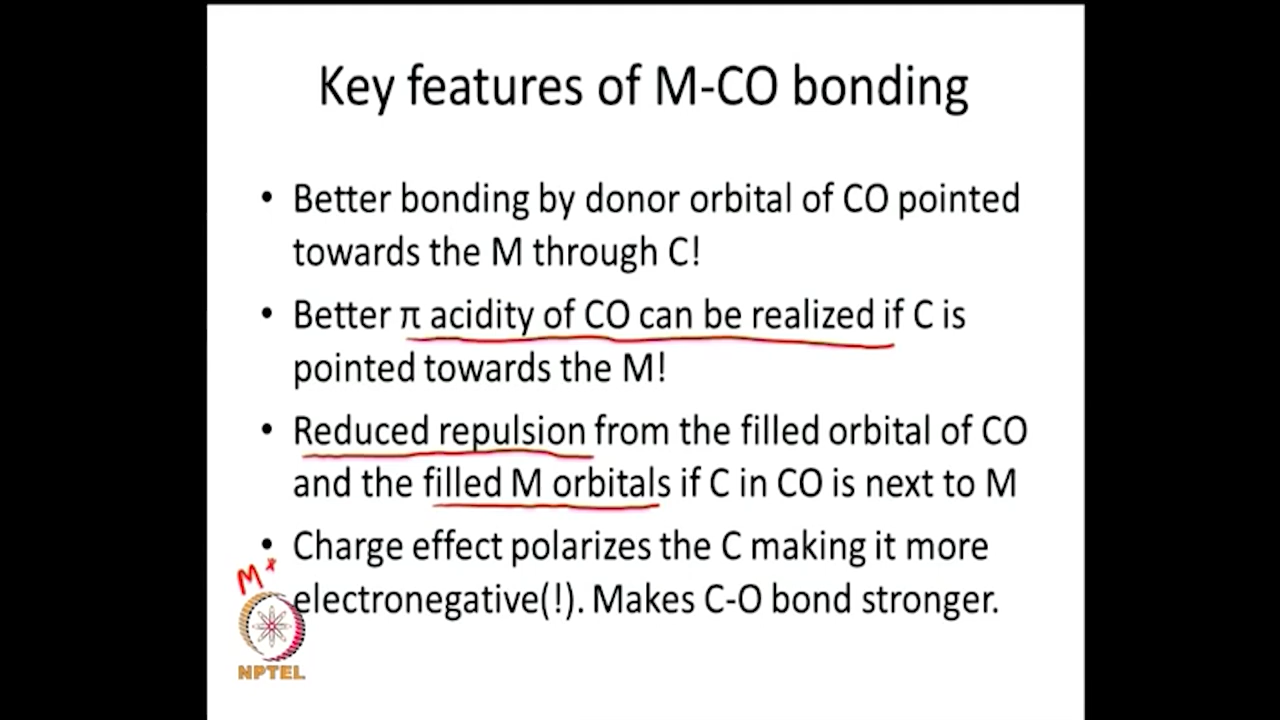 Key features of M-CO bonding
• Better bonding by donor orbital of CO pointed
towards the M through C!
• Better π acidity of CO can be realized if C is
pointed towards the M!
• Reduced repulsion from the filled orbital of CO
and the filled M orbitals if C in CO is next to M
• Charge effect polarizes the C making it more
M
electronegative(!). Makes C-O bond stronger.
NPTEL